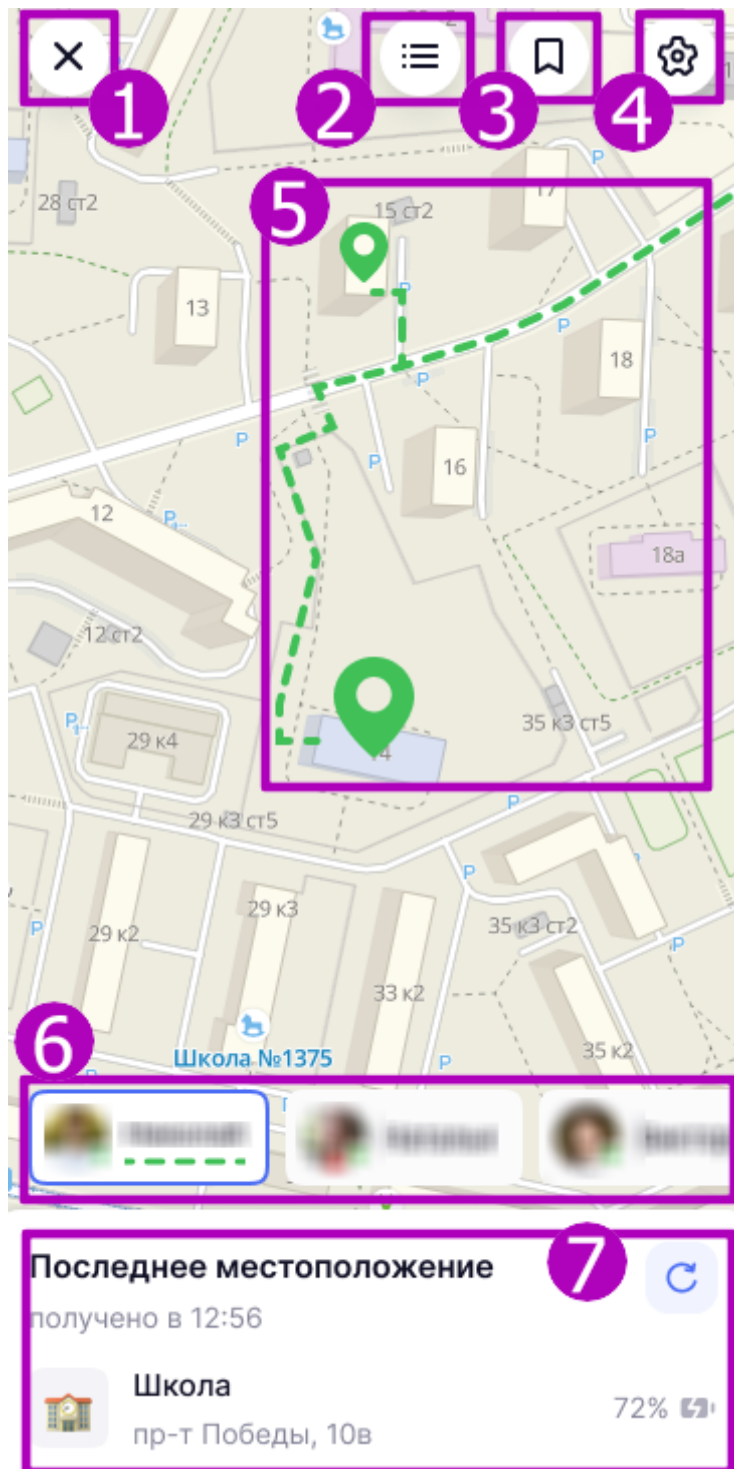 1
2
3
4
5
28 ст2
15 ст2
17
13
P
P
P
P
18
P
P
P
16
12
P
18а
12 ст2
P
29 к4
14
35 к3 ст5
P
29 к3 ст5
P
29 к3
29 к2
P
35 к3 ст2
P
33 к2
6
Школа №1375
P
35 к2
7
Последнее местоположение
получено в 12:56
Школа
72%
пр-т Победы, 10в